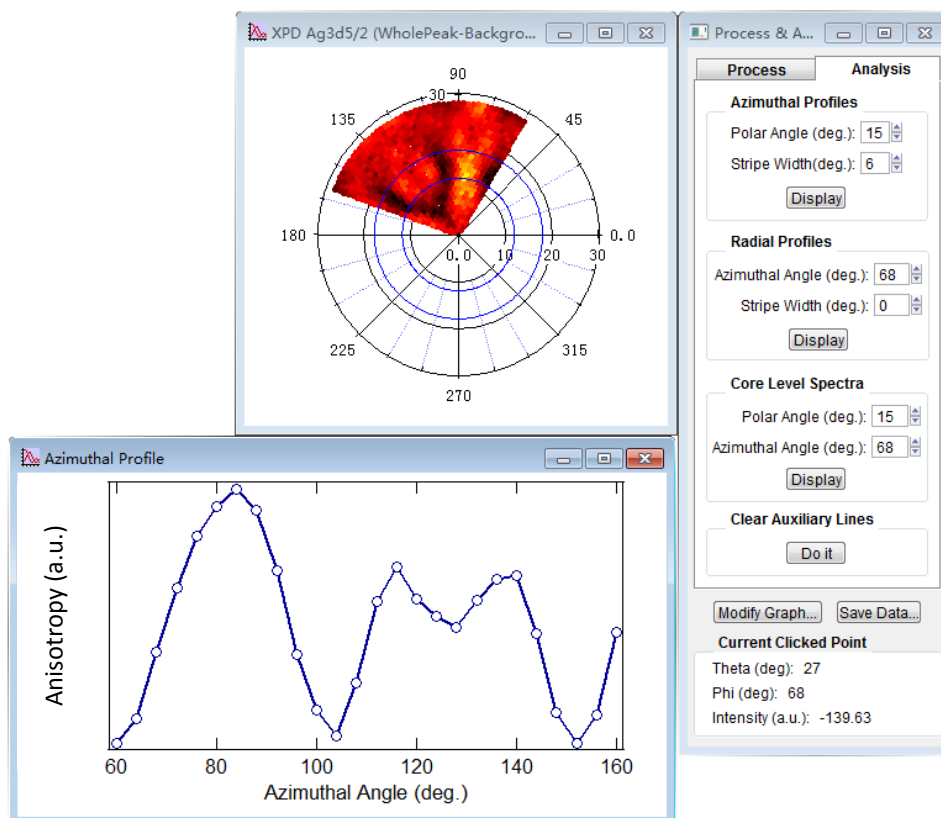 XPD Ag3d5/2 (WholePeak-Backgro...
90
30
135
45
180
0.0
0.0
10
20
30
225
315
270
Process & A...
Process
Analysis
Azimuthal Profiles
Polar Angle (deg.): 15
Stripe Width(deg.): 6
Display
Radial Profiles
Azimuthal Angle (deg.): 68
Stripe Width (deg.): 0
Display
Core Level Spectra
Polar Angle (deg.): 15
Azimuthal Angle (deg.): 68
Display
Clear Auxiliary Lines
Do it
Modify Graph... Save Data...
Current Clicked Point
Theta (deg): 27
Phi (deg): 68
Intensity (a.u.): -139.63
Azimuthal Profile
Anisotropy (a.u.)
60 80 100 120 140 160
Azimuthal Angle (deg.)